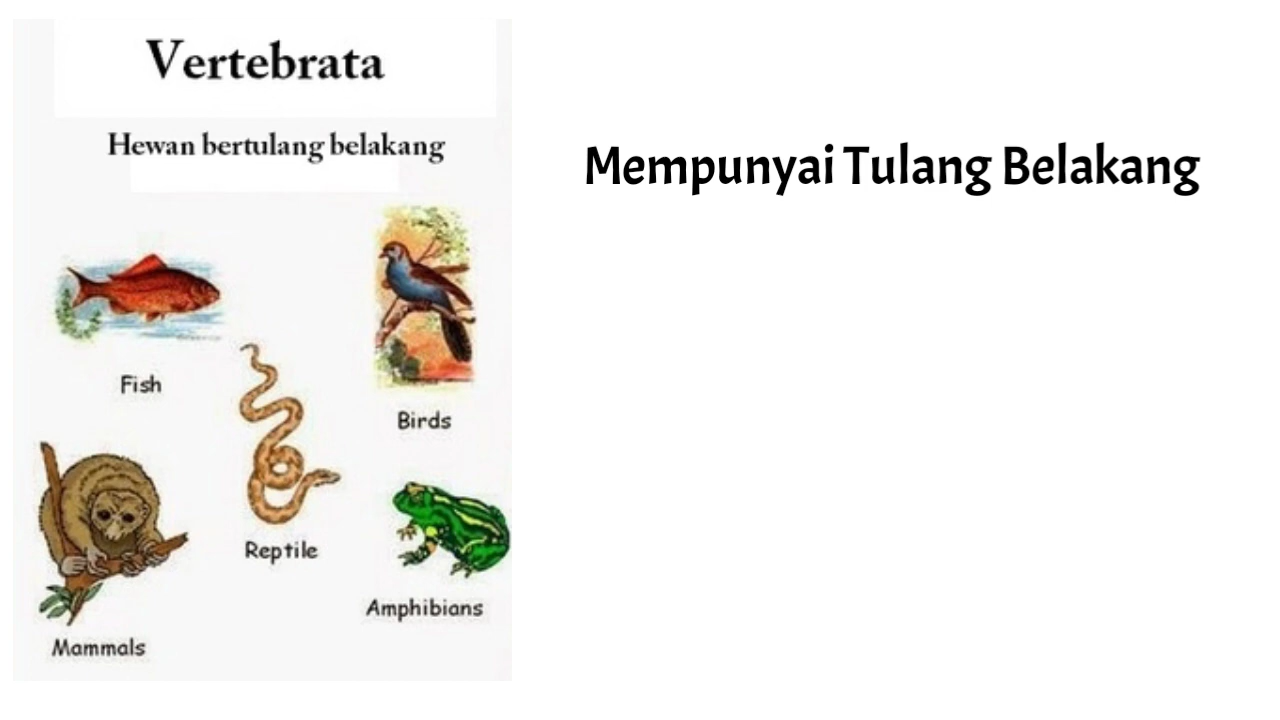 Vertebrata
Hewan bertulang belakang
Mempunyai Tulang Belakang
Fish
Birds
Reptile
Amphibians
Mammals